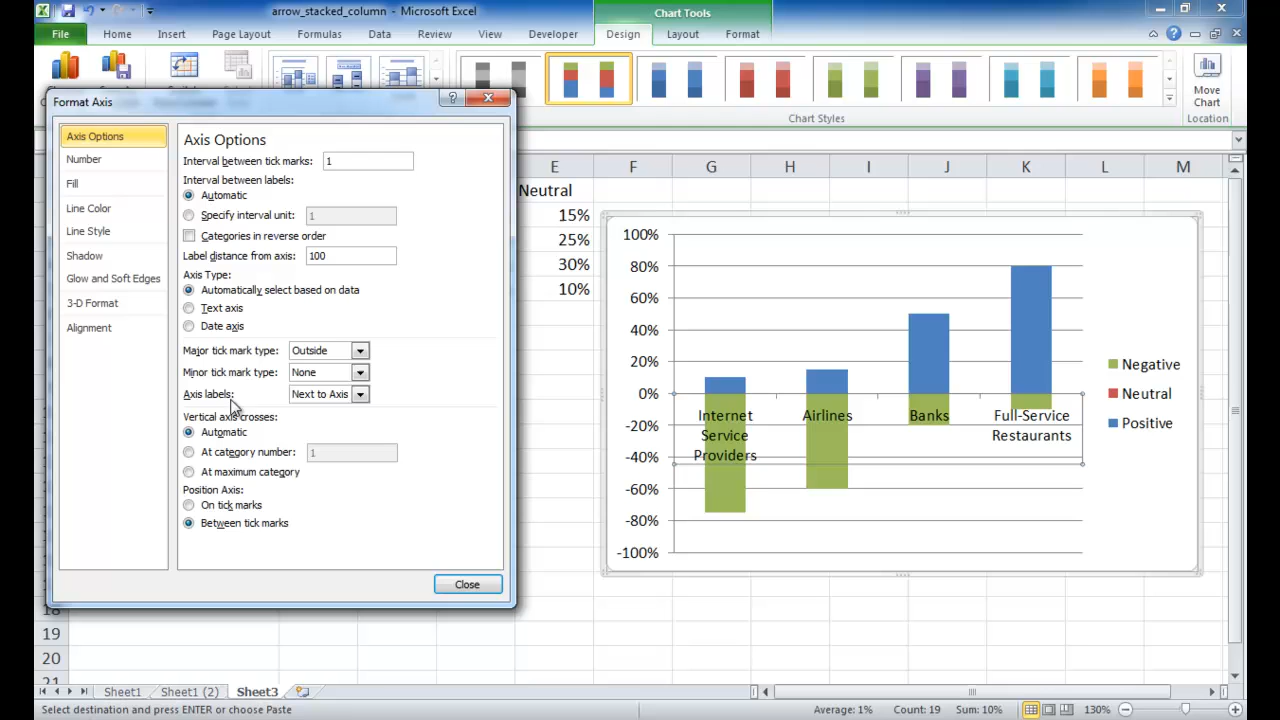 arrow_stacked_column - Microsoft Excel
Chart Tools
File Home Insert Page Layout Formulas Data Review View Developer Design Layout Format
Move
Chart
Chart Styles
Location
Format Axis
Axis Options
Number
Fill
Line Color
Line Style
Shadow
Glow and Soft Edges
3-D Format
Alignment
Axis Options
Interval between tick marks: 1
Interval between labels:
Automatic
Specify interval unit: 1
Categories in reverse order
Label distance from axis: 100
Axis Type:
Automatically select based on data
Text axis
Date axis
Major tick mark type: Outside
Minor tick mark type: None
Axis labels: Next to Axis
Vertical axis crosses:
Automatic
At category number: 1
At maximum category
Position Axis:
On tick marks
Between tick marks
Close
E F G H I J K L M
Neutral
15%
25%
30%
10%
100%
80%
60%
40%
20%
0%
-20%
-40%
-60%
-80%
-100%
Internet
Service
Providers
Airlines
Banks
Full-Service
Restaurants
Negative
Neutral
Positive
18
19
20
21
Sheet1 Sheet1 (2) Sheet3
Select destination and press ENTER or choose Paste
Average: 1% Count: 19 Sum: 10% 130%